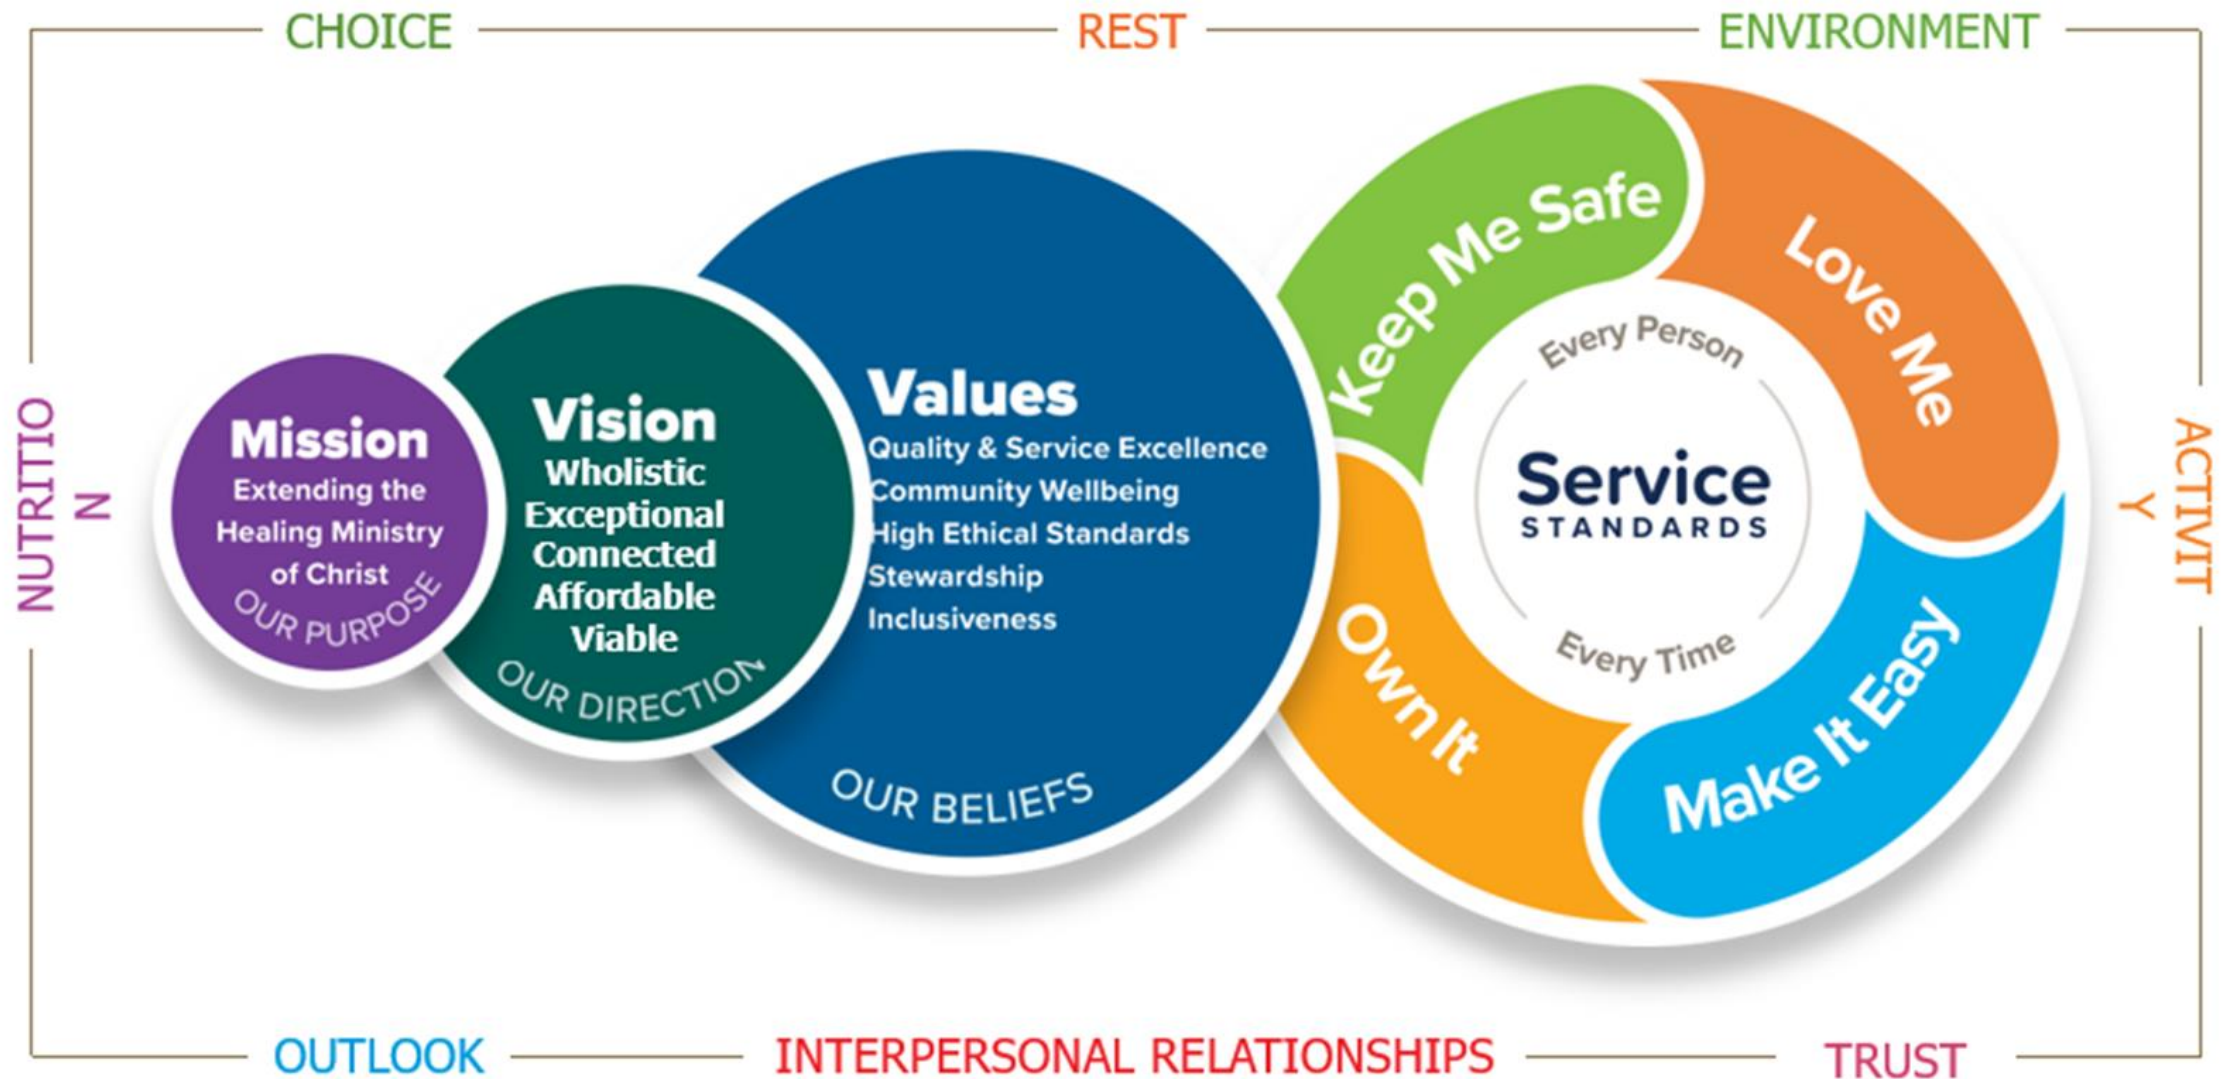 CHOICE
REST
ENVIRONMENT
NUTRITIO
N
Mission
Extending the
Healing Ministry
of Christ
OUR PURPOSE
Vision
Wholistic
Exceptional
Connected
Affordable
Viable
OUR DIRECTION
Values
Quality & Service Excellence
Community Wellbeing
High Ethical Standards
Stewardship
Inclusiveness
OUR BELIEFS
Keep Me Safe
Love Me
Every Person
Service
STANDARDS
Every Time
Own It
Make It Easy
ACTIVIT
Y
OUTLOOK
INTERPERSONAL RELATIONSHIPS
TRUST